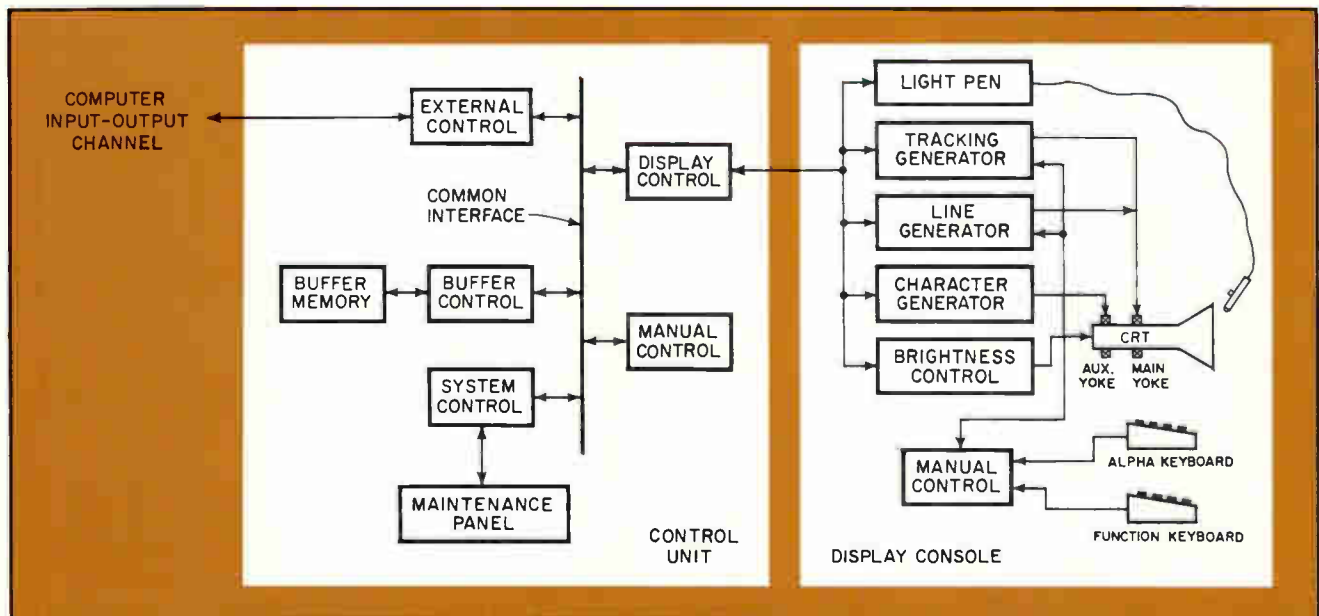 COMPUTER
INPUT-OUTPUT
CHANNEL
EXTERNAL
CONTROL
COMMON
INTERFACE
DISPLAY
CONTROL
BUFFER
MEMORY
BUFFER
CONTROL
MANUAL
CONTROL
SYSTEM
CONTROL
MAINTENANCE
PANEL
CONTROL
UNIT
LIGHT PEN
TRACKING
GENERATOR
LINE
GENERATOR
CHARACTER
GENERATOR
BRIGHTNESS
CONTROL
CRT
AUX.
YOKE
MAIN
YOKE
MANUAL
CONTROL
ALPHA KEYBOARD
FUNCTION KEYBOARD
DISPLAY CONSOLE